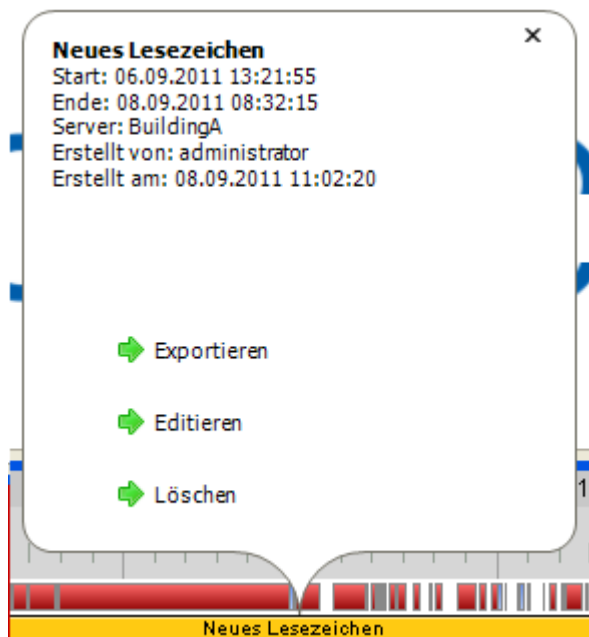 Neues Lesezeichen
Start: 06.09.2011 13:21:55
Ende: 08.09.2011 08:32:15
Server: BuildingA
Erstellt von: administrator
Erstellt am: 08.09.2011 11:02:20
Exportieren
Editieren
Löschen
1
Neues Lesezeichen